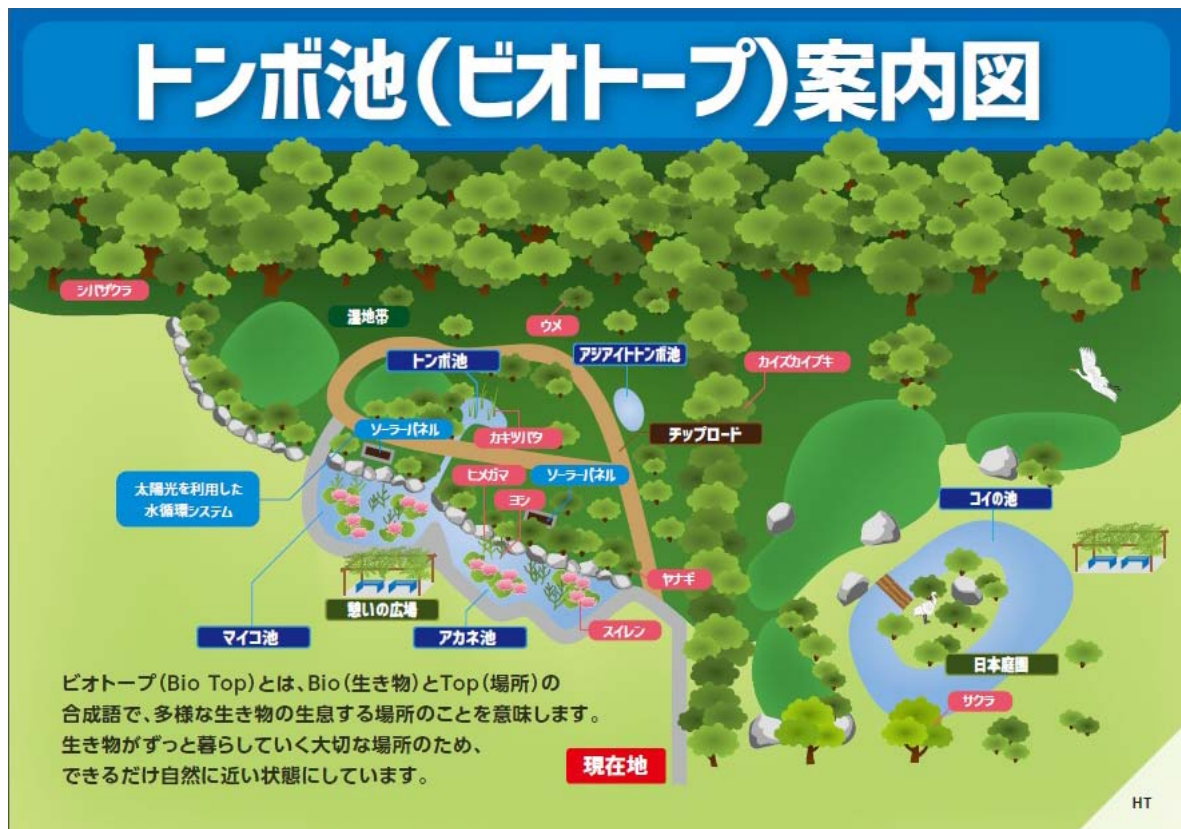 トンボ池(ビオトープ)案内図
シバザクラ
湿地帯
ウメ
トンボ池
アジアイトトンボ池
カイズカイブキ
ソーラーパネル
カキツバタ
チップロード
太陽光を利用した
水循環システム
ヒメガマ
ソーラーパネル
ヨシ
コイの池
憩いの広場
ヤナギ
マイコ池
アカネ池
スイレン
日本庭園
サクラ
ビオトープ(Bio Top)とは、Bio(生き物)とTop(場所)の
合成語で、多様な生き物の生息する場所のことを意味します。
生き物がずっと暮らしていく大切な場所のため、
できるだけ自然に近い状態にしています。
現在地
HT